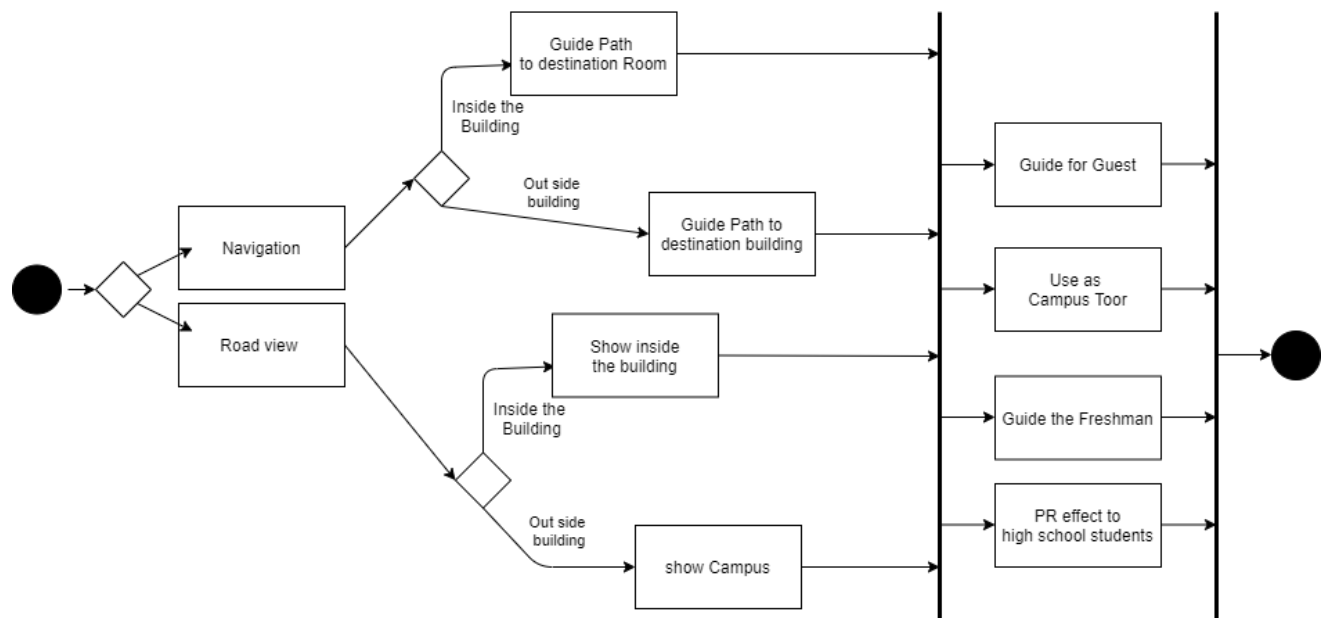 Guide Path
to destination Room
Inside the
Building
Out side
building
Guide Path to
destination building
Navigation
Road view
Show inside
the building
Inside the
Building
Out side
building
show Campus
Guide for Guest
Use as
Campus Toor
Guide the Freshman
PR effect to
high school students